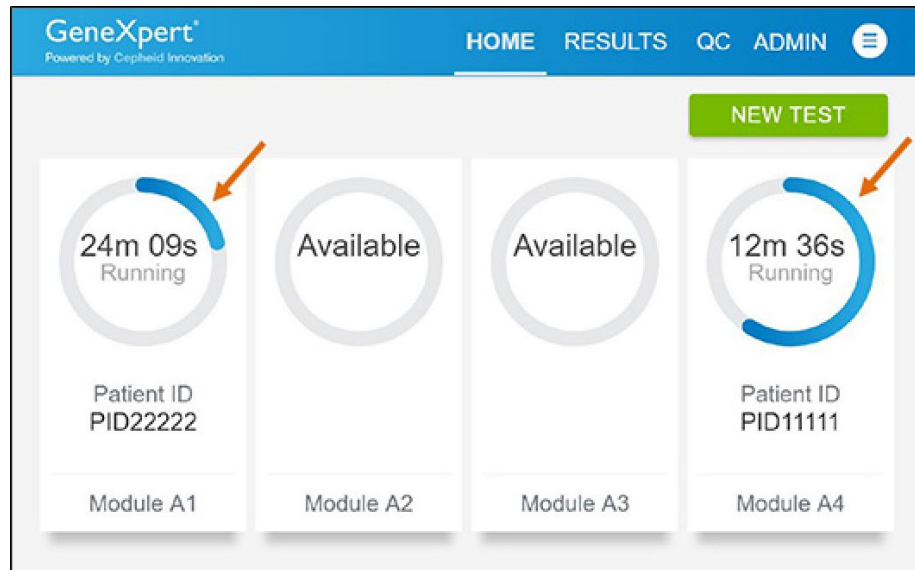 GeneXpert®
Powered by Cepheid Innovation
HOME RESULTS QC ADMIN
NEW TEST
24m 09s
Running
Patient ID
PID22222
Module A1
Available
Module A2
Available
Module A3
12m 36s
Running
Patient ID
PID11111
Module A4